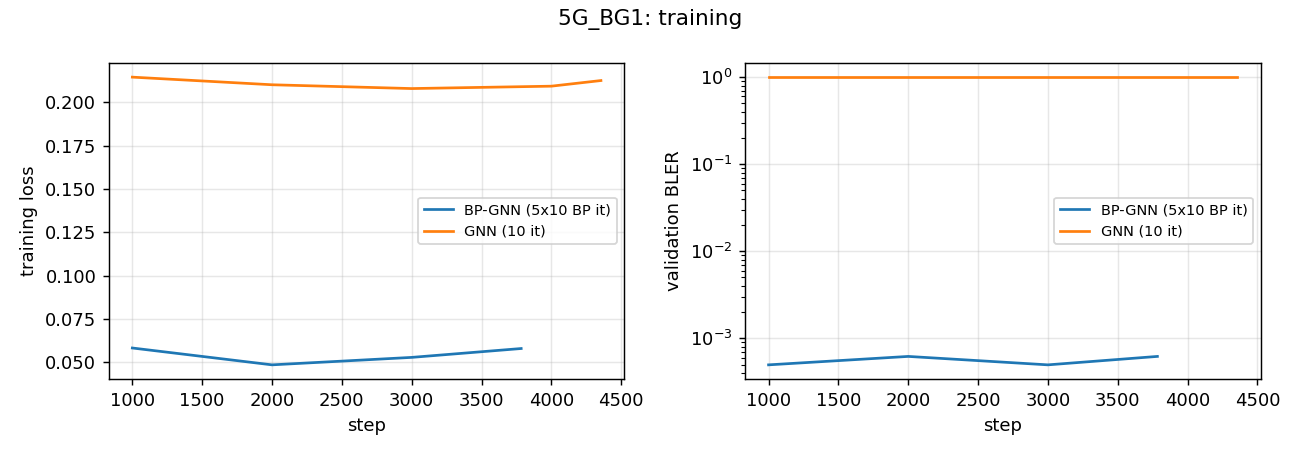 5G_BG1: training
training loss
0.200
0.175
0.150
0.125
0.100
0.075
0.050
1000 1500 2000 2500 3000 3500 4000 4500
step
BP-GNN (5x10 BP it)
GNN (10 it)
validation BLER
10⁰
10⁻¹
10⁻²
10⁻³
1000 1500 2000 2500 3000 3500 4000 4500
step
BP-GNN (5x10 BP it)
GNN (10 it)